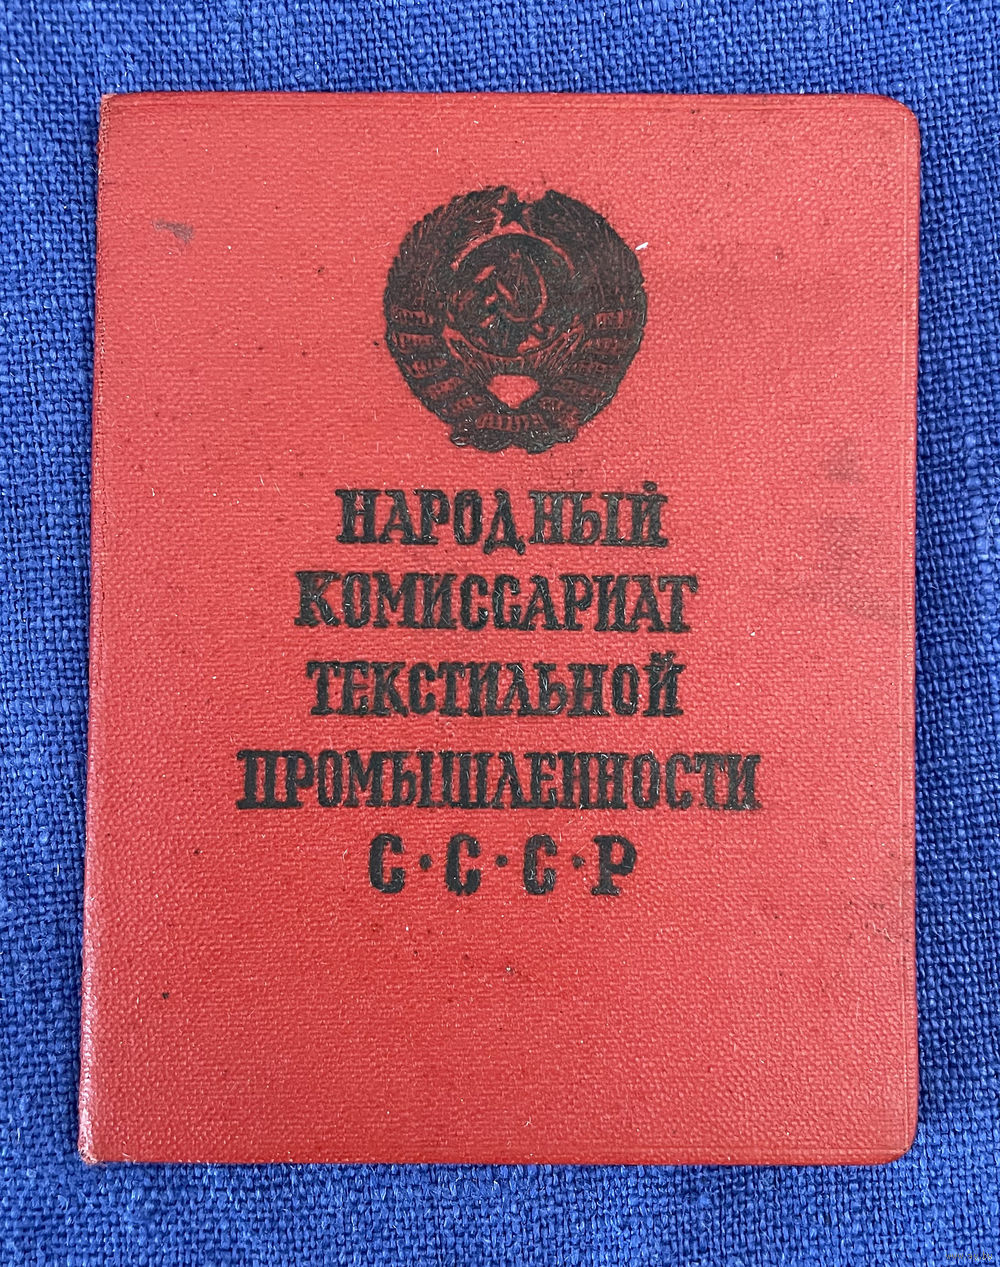 НАРОДНЫЙ
КОМИССАРИАТ
ТЕКСТИЛЬНОЙ
ПРОМЫШЛЕННОСТИ
С·С·С·Р